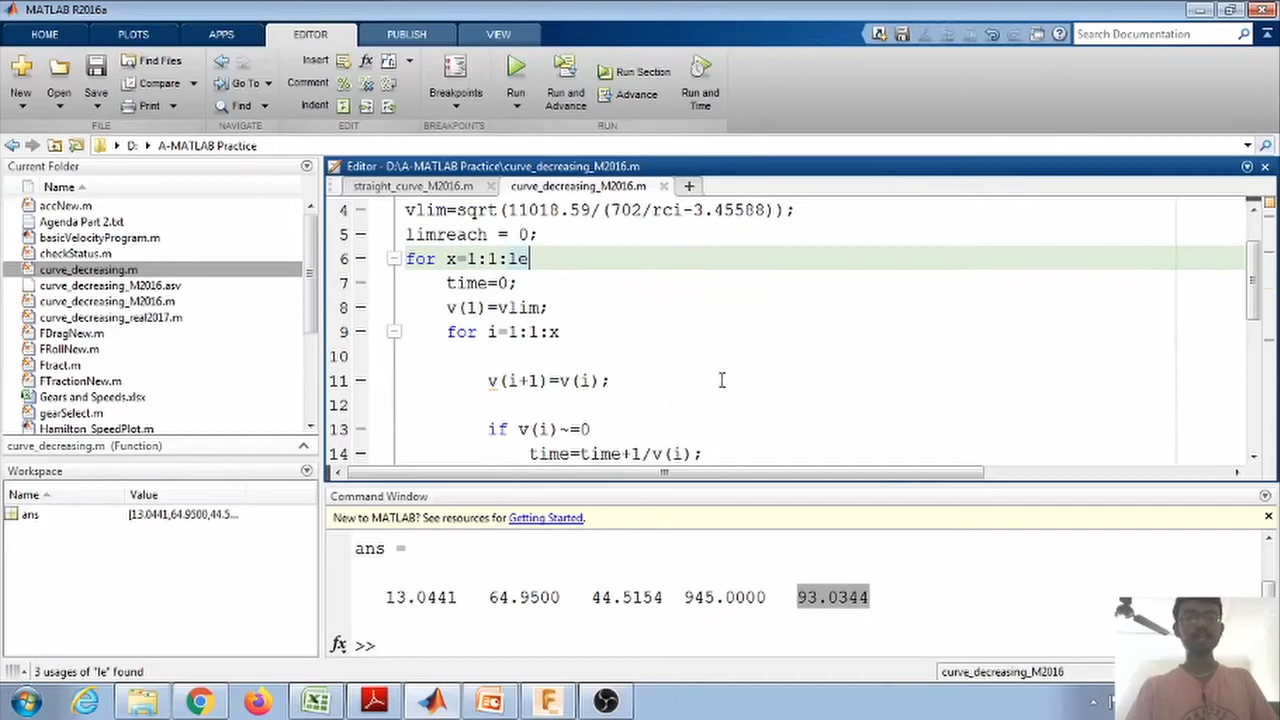 MATLAB R2016a
HOME PLOTS APPS EDITOR PUBLISH VIEW Search Documentation
New Open Save Find Files Compare Print
Go To Find
Insert Comment Indent
Breakpoints Run Run and Advance Run Section Advance Run and Time
FILE NAVIGATE EDIT BREAKPOINTS RUN
D: A-MATLAB Practice
Current Folder
Name
accNew.m
Agenda Part 2.txt
basicVelocityProgram.m
checkStatus.m
curve_decreasing.m
curve_decreasing_M2016.asv
curve_decreasing_M2016.m
curve_decreasing_real2017.m
FDragNew.m
FRollNew.m
Ftract.m
FTractionNew.m
Gears and Speeds.xlsx
gearSelect.m
Hamilton_SpeedPlot.m
curve_decreasing.m (Function)
Workspace
Name Value
ans [13.0441,64.9500,44.5...
Editor - D:\A-MATLAB Practice\curve_decreasing_M2016.m
straight_curve_M2016.m curve_decreasing_M2016.m
4 vlim=sqrt(11018.59/(702/rci-3.45588));
5 limreach = 0;
6 for x=1:1:le
7 time=0;
8 v(1)=vlim;
9 for i=1:1:x
10
11 v(i+1)=v(i);
12
13 if v(i)~=0
14 time=time+1/v(i);
Command Window
New to MATLAB? See resources for Getting Started.
ans =
13.0441 64.9500 44.5154 945.0000 93.0344
fx >>
3 usages of "le" found
curve_decreasing_M2016